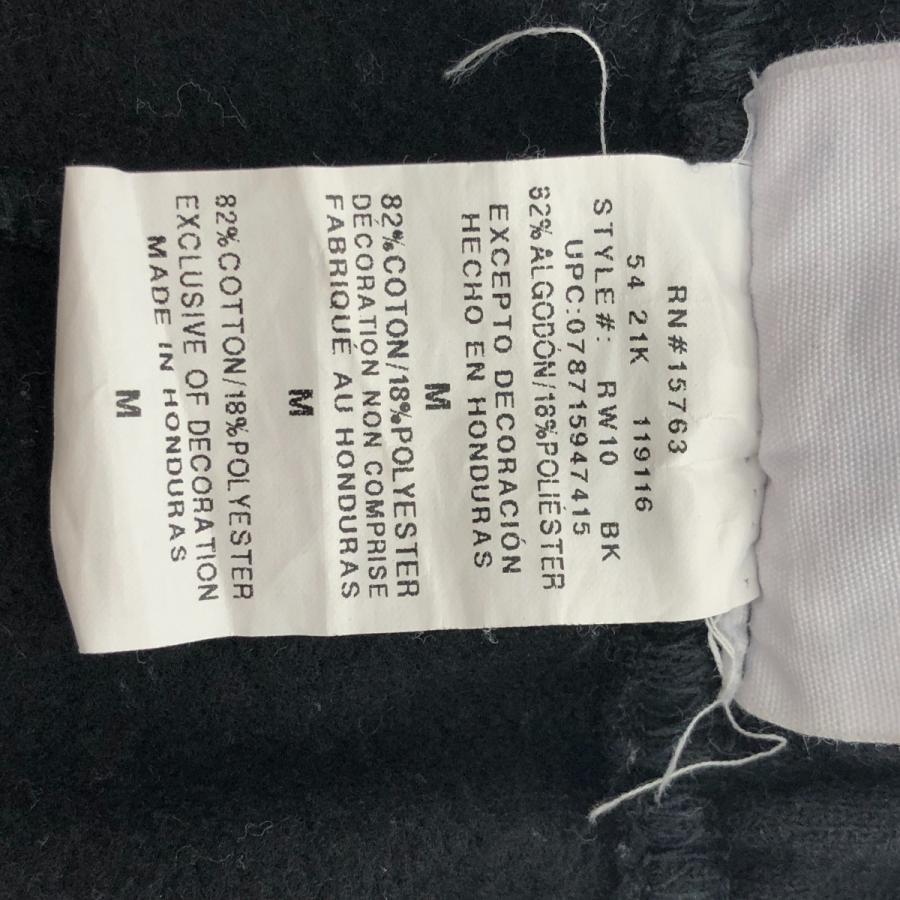 RN#15763
54 21K 119116
STYLE#: RW10 BK
UPC:078715947415
82%ALGODÓN/18%POLIÉSTER
EXCEPTO DECORACIÓN
HECHO EN HONDURAS
M
82%COTON/18%POLYESTER
DÉCORATION NON COMPRISE
FABRIQUÉ AU HONDURAS
M
82%COTTON/18%POLYESTER
EXCLUSIVE OF DECORATION
MADE IN HONDURAS
M